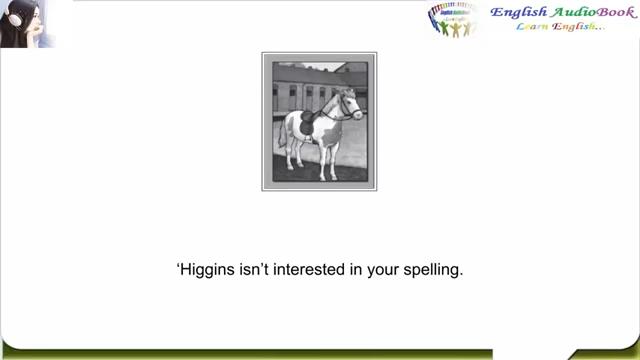 English AudioBook
Learn English...
‘Higgins isn’t interested in your spelling.